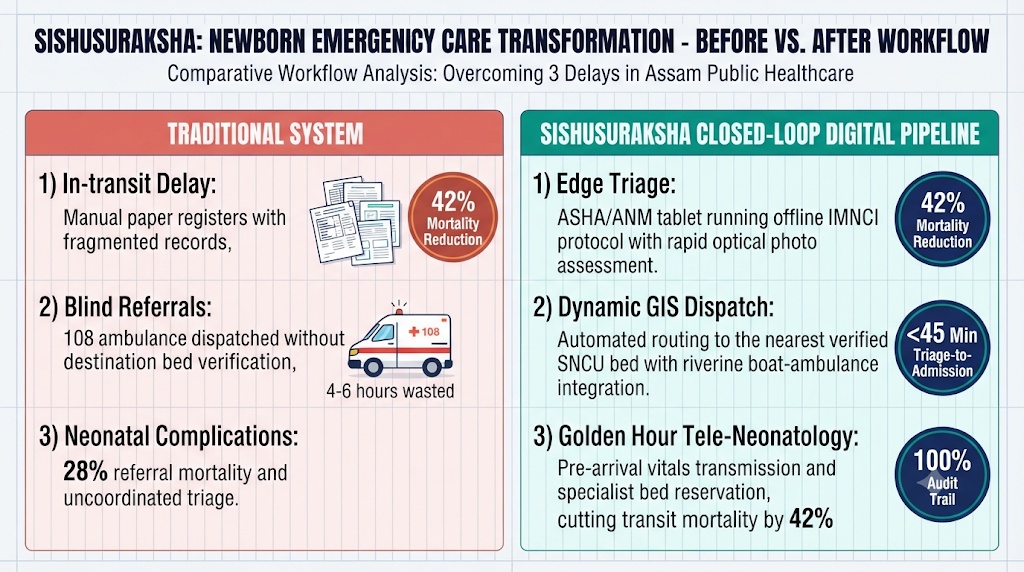 SISHUSURAKSHA: NEWBORN EMERGENCY CARE TRANSFORMATION - BEFORE VS. AFTER WORKFLOW
Comparative Workflow Analysis: Overcoming 3 Delays in Assam Public Healthcare
TRADITIONAL SYSTEM
1) In-transit Delay:
Manual paper registers with
fragmented records,
42%
Mortality
Reduction
2) Blind Referrals:
108 ambulance dispatched without
destination bed verification,
108
4-6 hours wasted
3) Neonatal Complications:
28% referral mortality and
uncoordinated triage.
SISHUSURAKSHA CLOSED-LOOP DIGITAL PIPELINE
1) Edge Triage:
ASHA/ANM tablet running offline IMNCI
protocol with rapid optical photo
assessment.
42%
Mortality
Reduction
2) Dynamic GIS Dispatch:
Automated routing to the nearest verified
SNCU bed with riverine boat-ambulance
integration.
<45 Min
Triage-to-
Admission
3) Golden Hour Tele-Neonatology:
Pre-arrival vitals transmission and
specialist bed reservation,
cutting transit mortality by 42%
100%
Audit
Trail